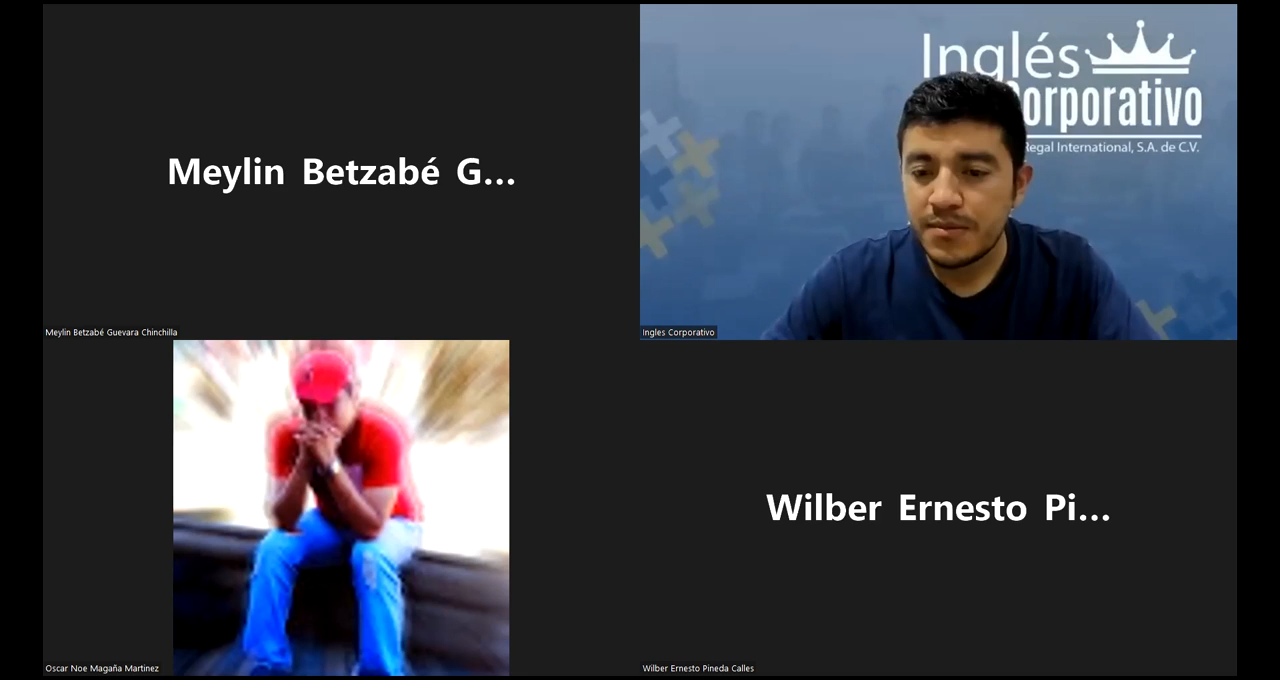 Meylin Betzabé G...
Meylin Betzabé Guevara Chinchilla
Inglés
orporativo
Regal International, S.A. de C.V.
Ingles Corporativo
Oscar Noe Magaña Martinez
Wilber Ernesto Pi...
Wilber Ernesto Pineda Calles